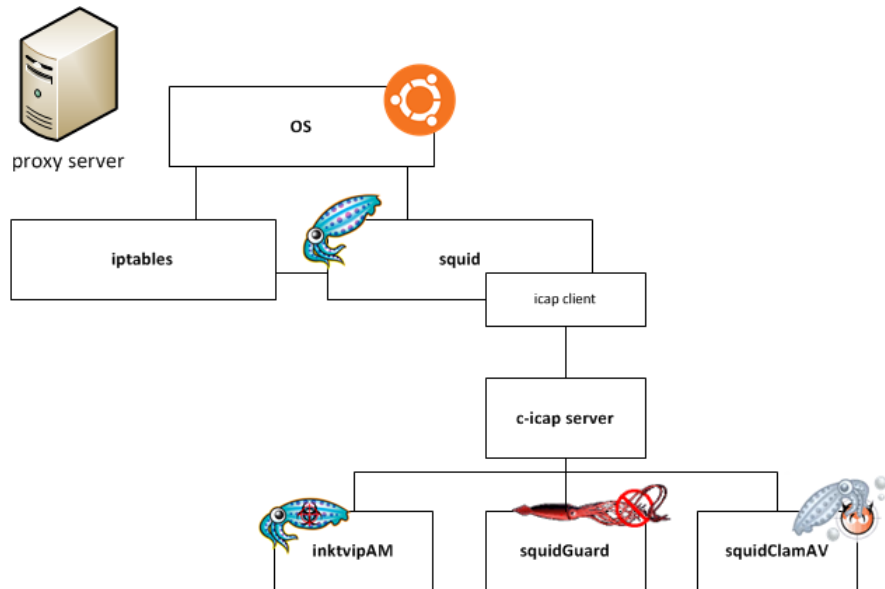 proxy server
OS
iptables
squid
icap client
c-icap server
inktvipAM
squidGuard
squidClamAV